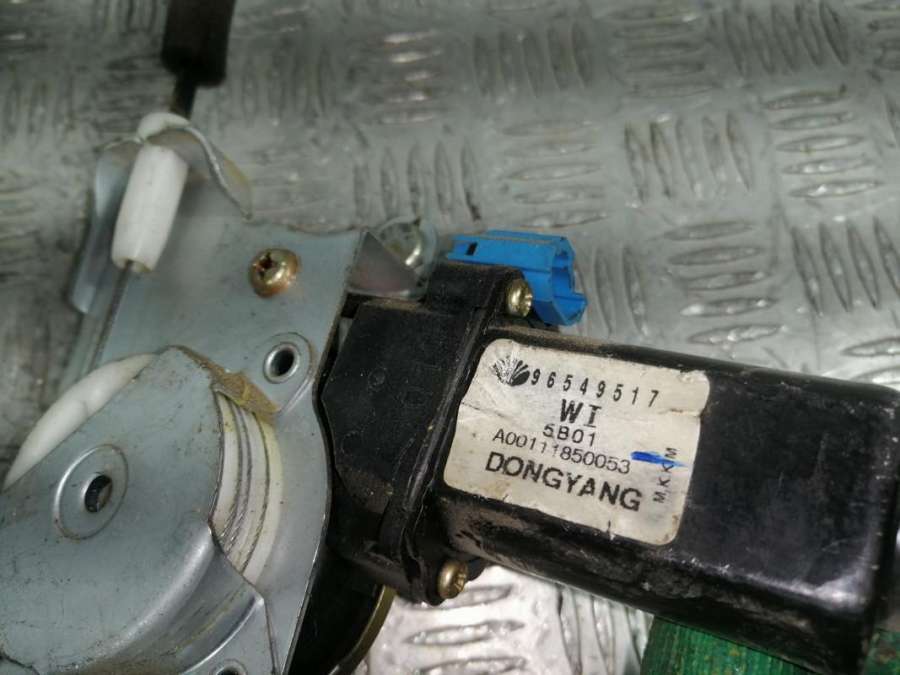 96549517
WI
5B01
A00111850053
DONGYANG
M.K.K.M